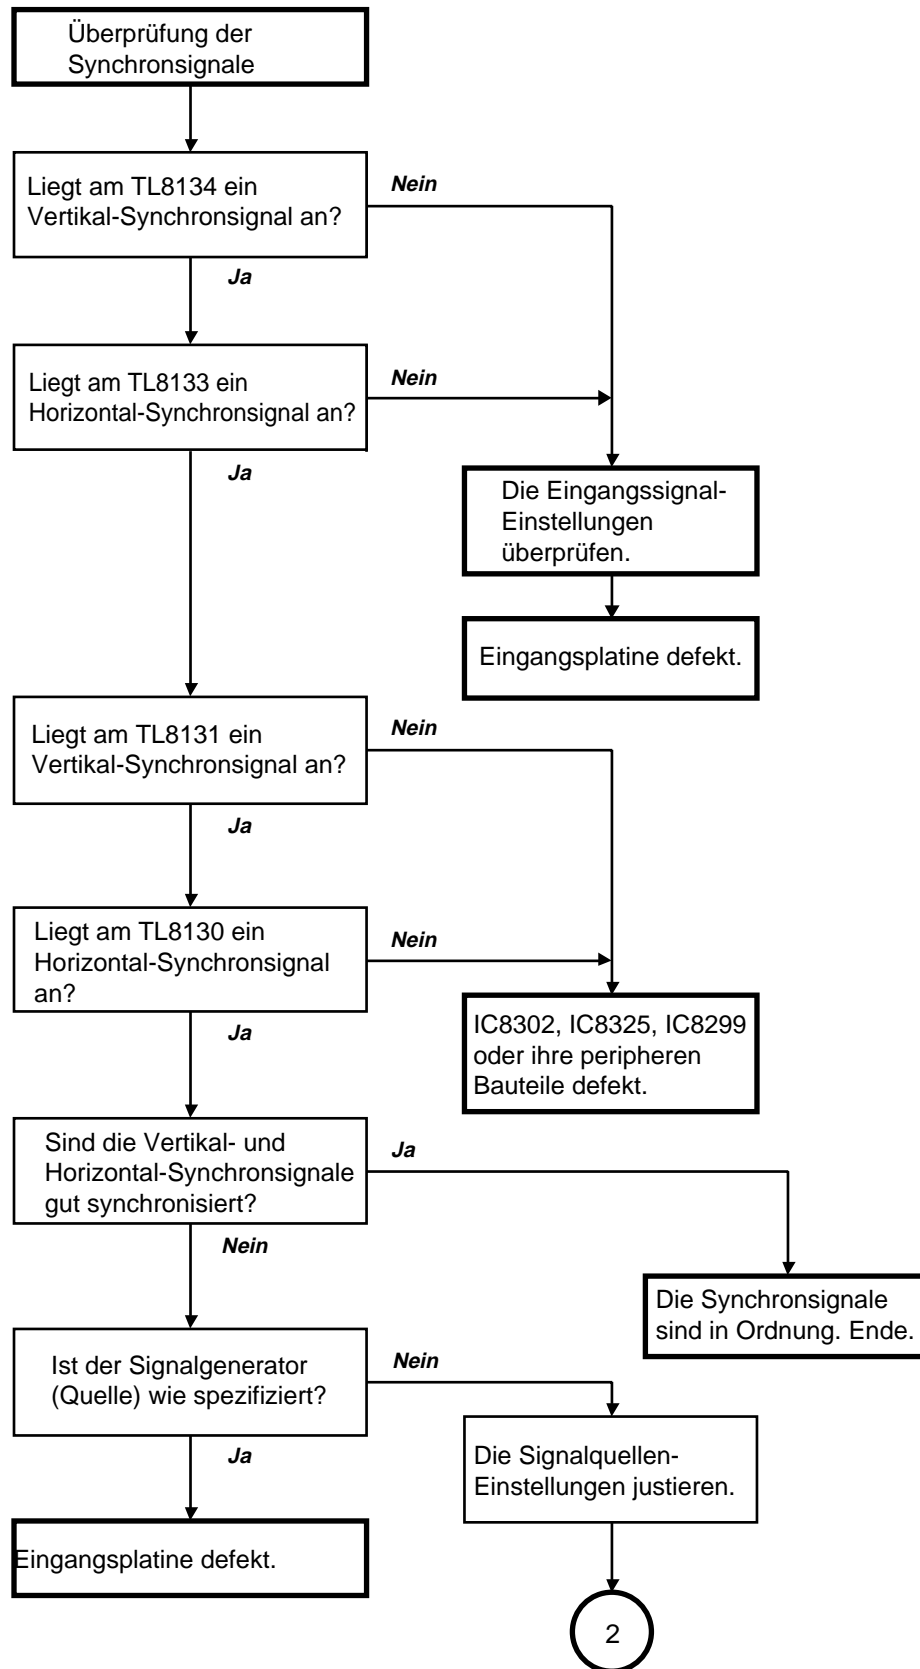 Überprüfung der
Synchronsignale
Liegt am TL8134 ein
Vertikal-Synchronsignal an?
Nein
Ja
Liegt am TL8133 ein
Horizontal-Synchronsignal an?
Nein
Ja
Die Eingangssignal-
Einstellungen
überprüfen.
Eingangsplatine defekt.
Liegt am TL8131 ein
Vertikal-Synchronsignal an?
Nein
Ja
Liegt am TL8130 ein
Horizontal-Synchronsignal
an?
Nein
Ja
IC8302, IC8325, IC8299
oder ihre peripheren
Bauteile defekt.
Sind die Vertikal- und
Horizontal-Synchronsignale
gut synchronisiert?
Ja
Nein
Die Synchronsignale
sind in Ordnung. Ende.
Ist der Signalgenerator
(Quelle) wie spezifiziert?
Nein
Ja
Die Signalquellen-
Einstellungen justieren.
Eingangsplatine defekt.
2